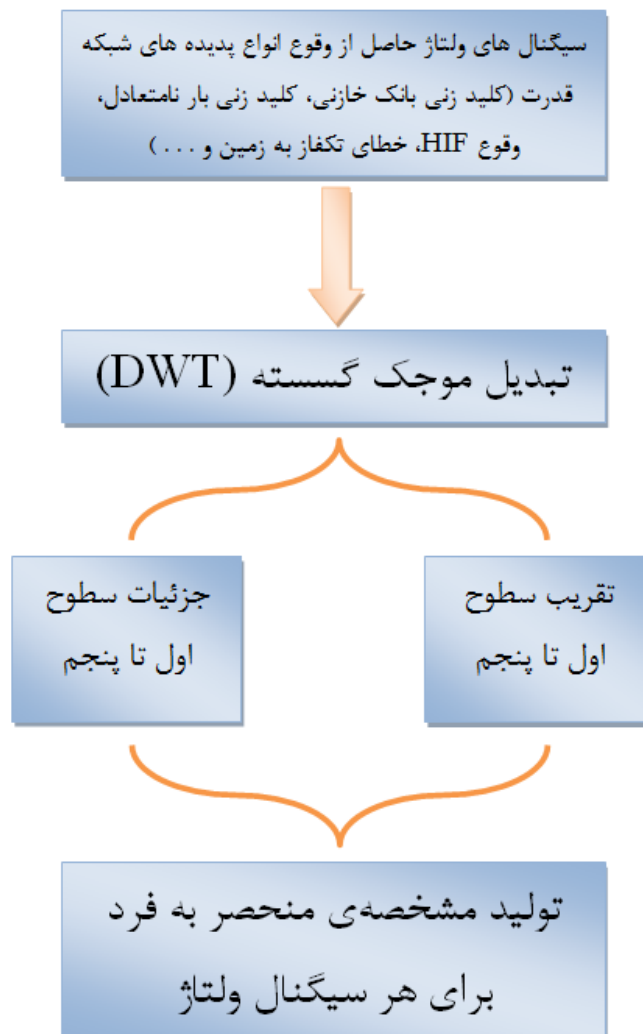 سیگنال های ولتاژ حاصل از وقوع انواع پدیده های شبکه
قدرت (کلید زنی بانک خازنی، کلید زنی بار نامتعادل،
وقوع HIF، خطای تکفاز به زمین و . . . )
تبدیل موجک گسسته (DWT)
تقریب سطوح
اول تا پنجم
جزئیات سطوح
اول تا پنجم
تولید مشخصه‌ی منحصر به فرد
برای هر سیگنال ولتاژ